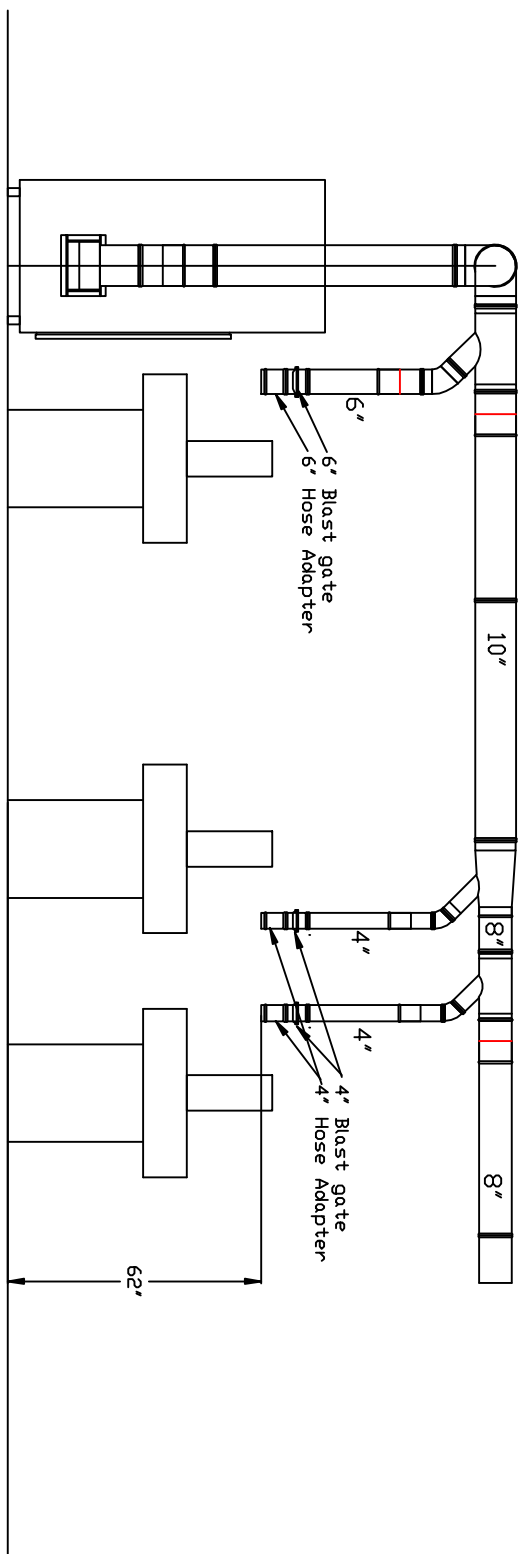 10"
8"
8"
6"
4"
4"
6" Blast gate
6" Hose Adapter
4" Blast gate
4" Hose Adapter
62"